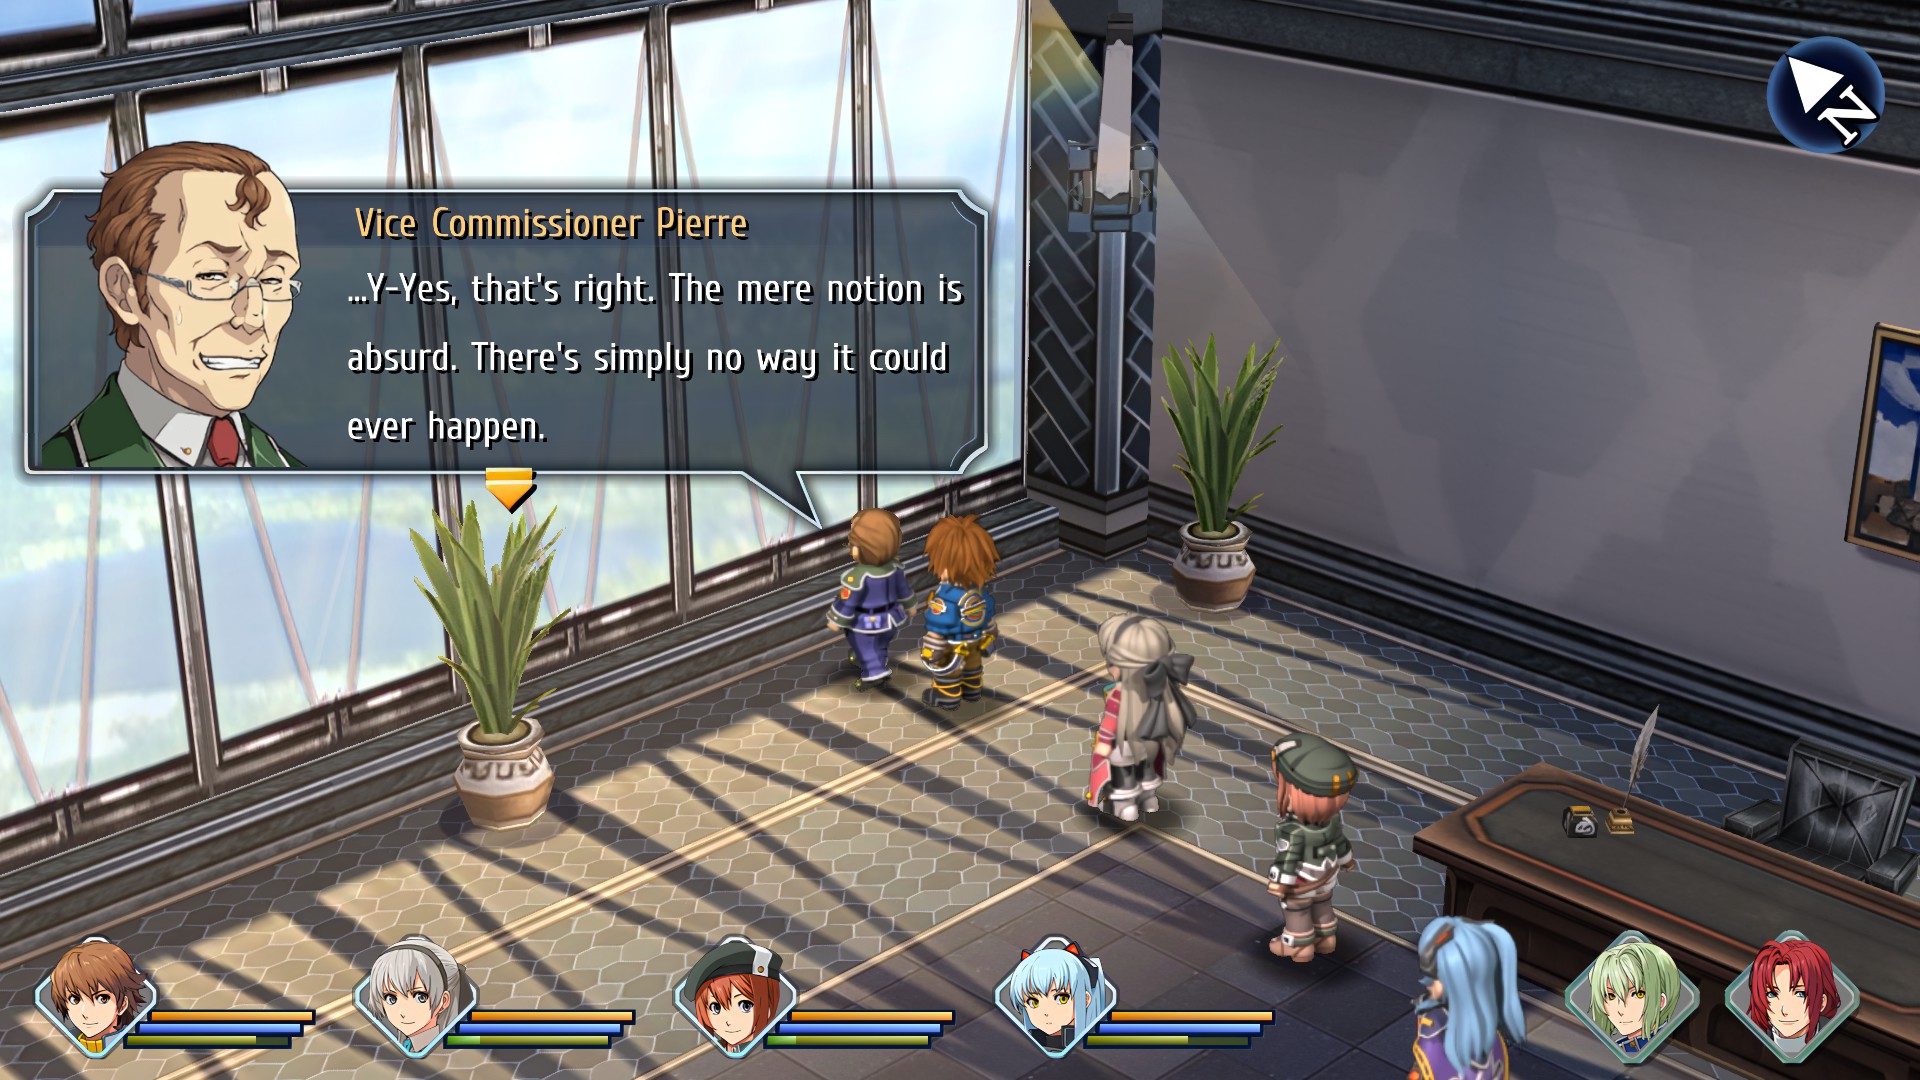 Vice Commissioner Pierre
...Y-Yes, that's right. The mere notion is
absurd. There's simply no way it could
ever happen.
N